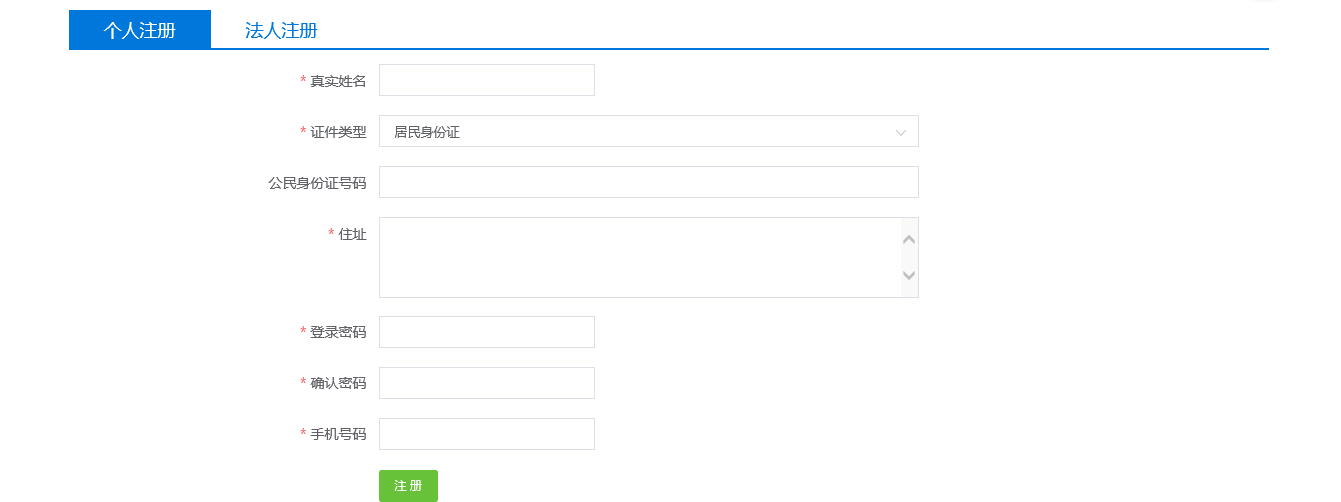 个人注册 法人注册
* 真实姓名
* 证件类型 居民身份证
公民身份证号码
* 住址
* 登录密码
* 确认密码
* 手机号码
注 册